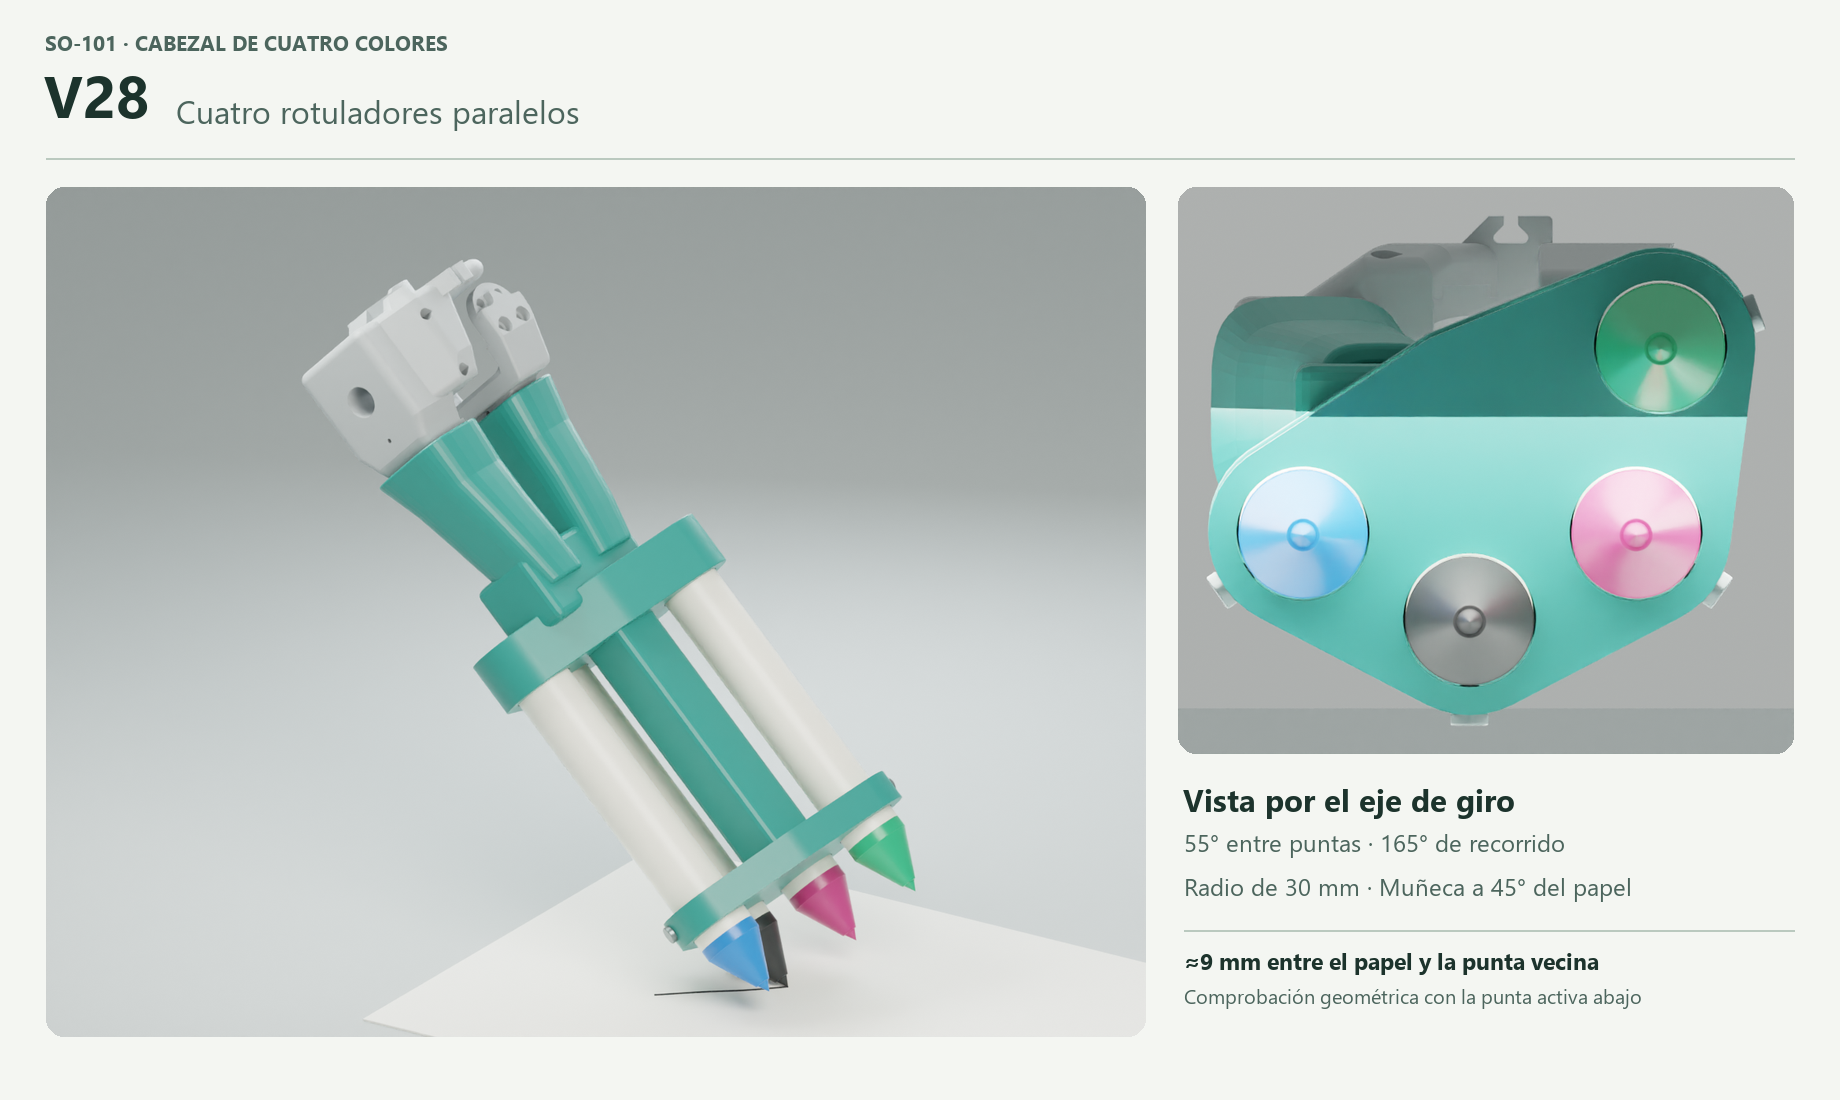 SO-101 · CABEZAL DE CUATRO COLORES
V28 Cuatro rotuladores paralelos
Vista por el eje de giro
55° entre puntas · 165° de recorrido
Radio de 30 mm · Muñeca a 45° del papel
≈9 mm entre el papel y la punta vecina
Comprobación geométrica con la punta activa abajo